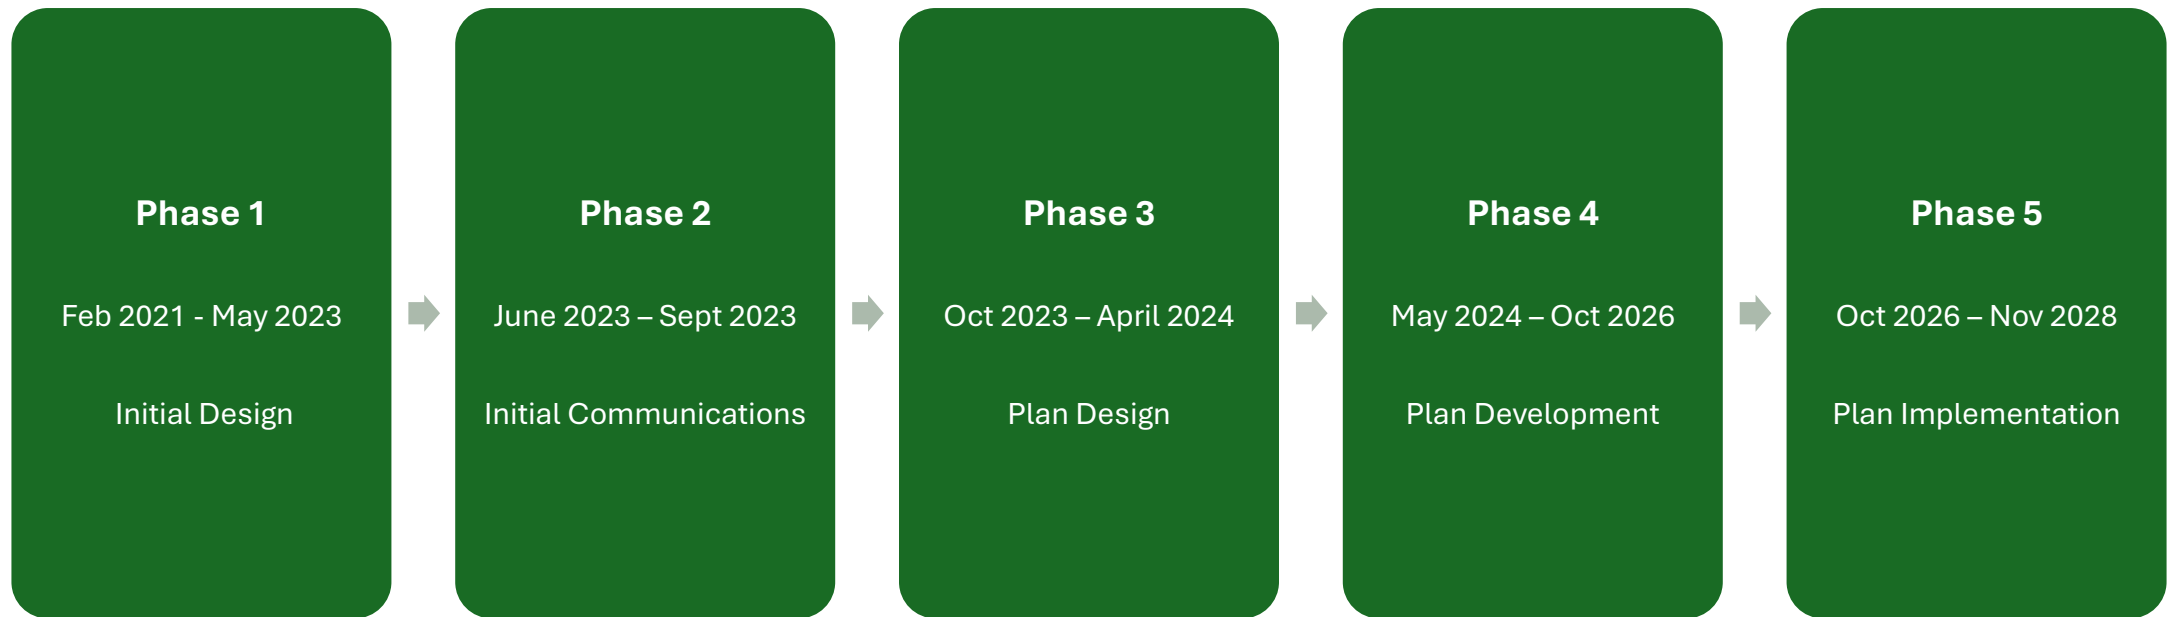 Phase 1
Feb 2021 - May 2023
Initial Design
Phase 2
June 2023 – Sept 2023
Initial Communications
Phase 3
Oct 2023 – April 2024
Plan Design
Phase 4
May 2024 – Oct 2026
Plan Development
Phase 5
Oct 2026 – Nov 2028
Plan Implementation